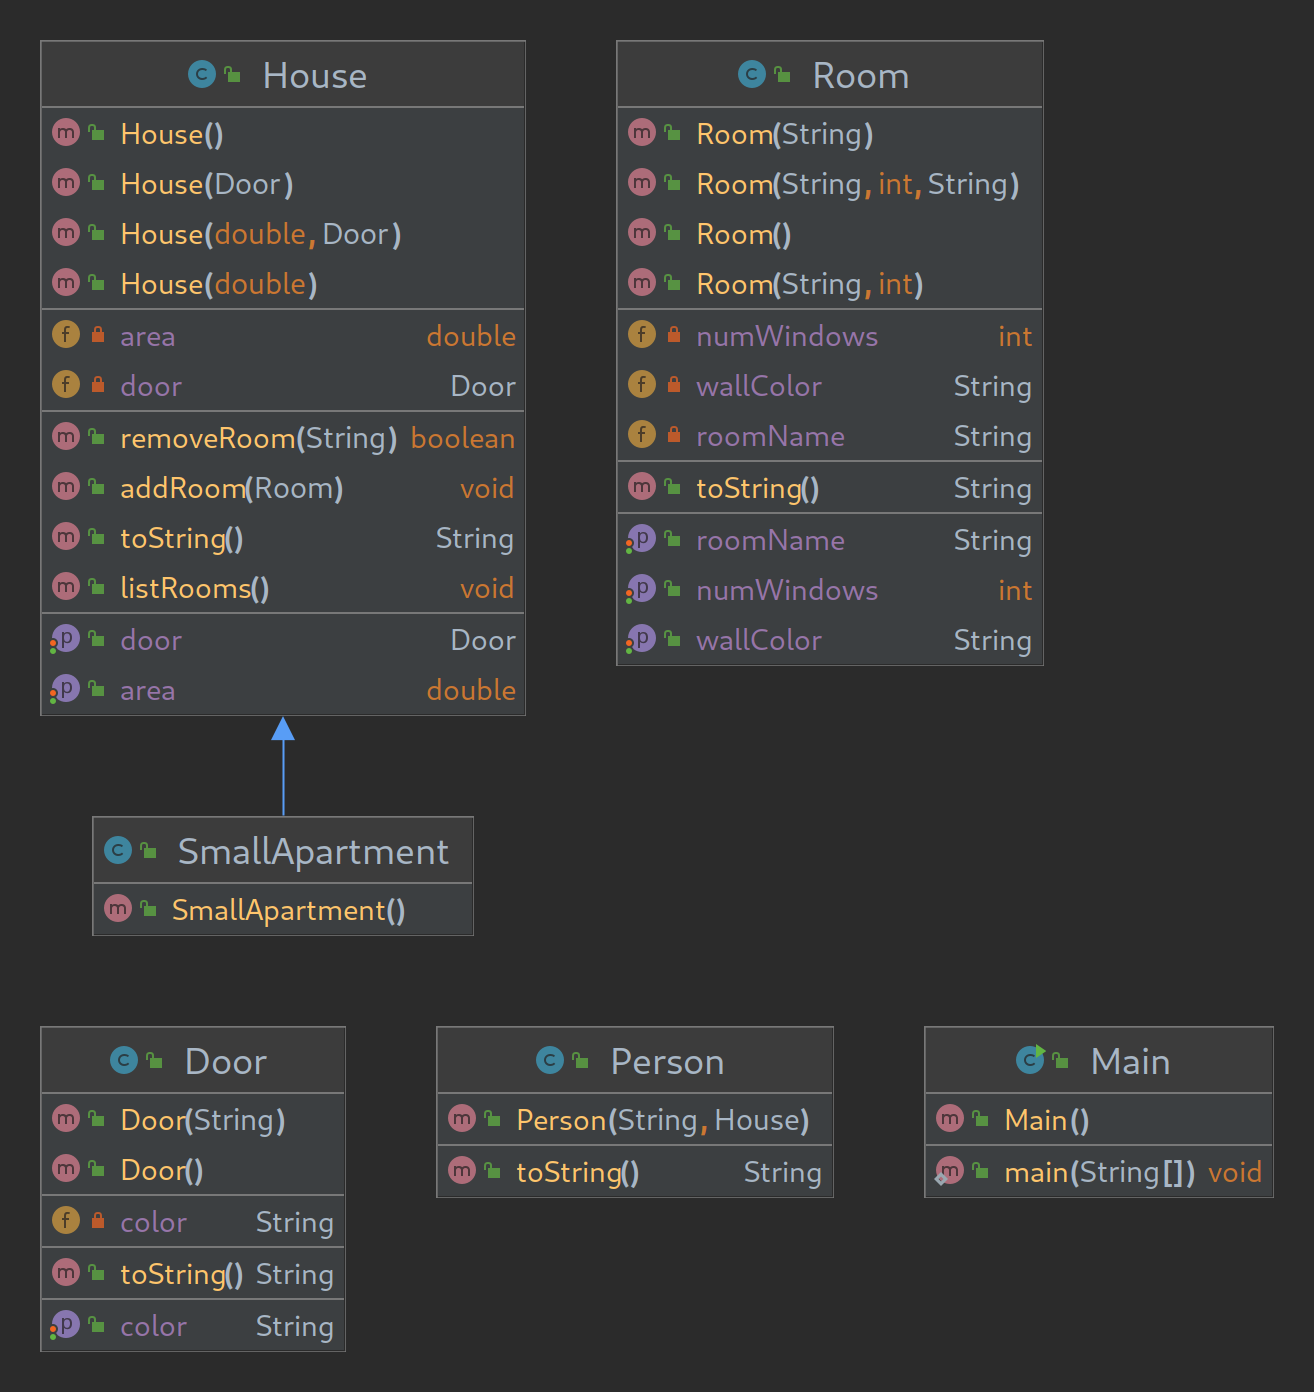 House
House()
House(Door)
House(double, Door)
House(double)
area double
door Door
removeRoom(String) boolean
addRoom(Room) void
toString() String
listRooms() void
door Door
area double
Room
Room(String)
Room(String, int, String)
Room()
Room(String, int)
numWindows int
wallColor String
roomName String
toString() String
roomName String
numWindows int
wallColor String
SmallApartment
SmallApartment()
Door
Door(String)
Door()
color String
toString() String
color String
Person
Person(String, House)
toString() String
Main
Main()
main(String[]) void